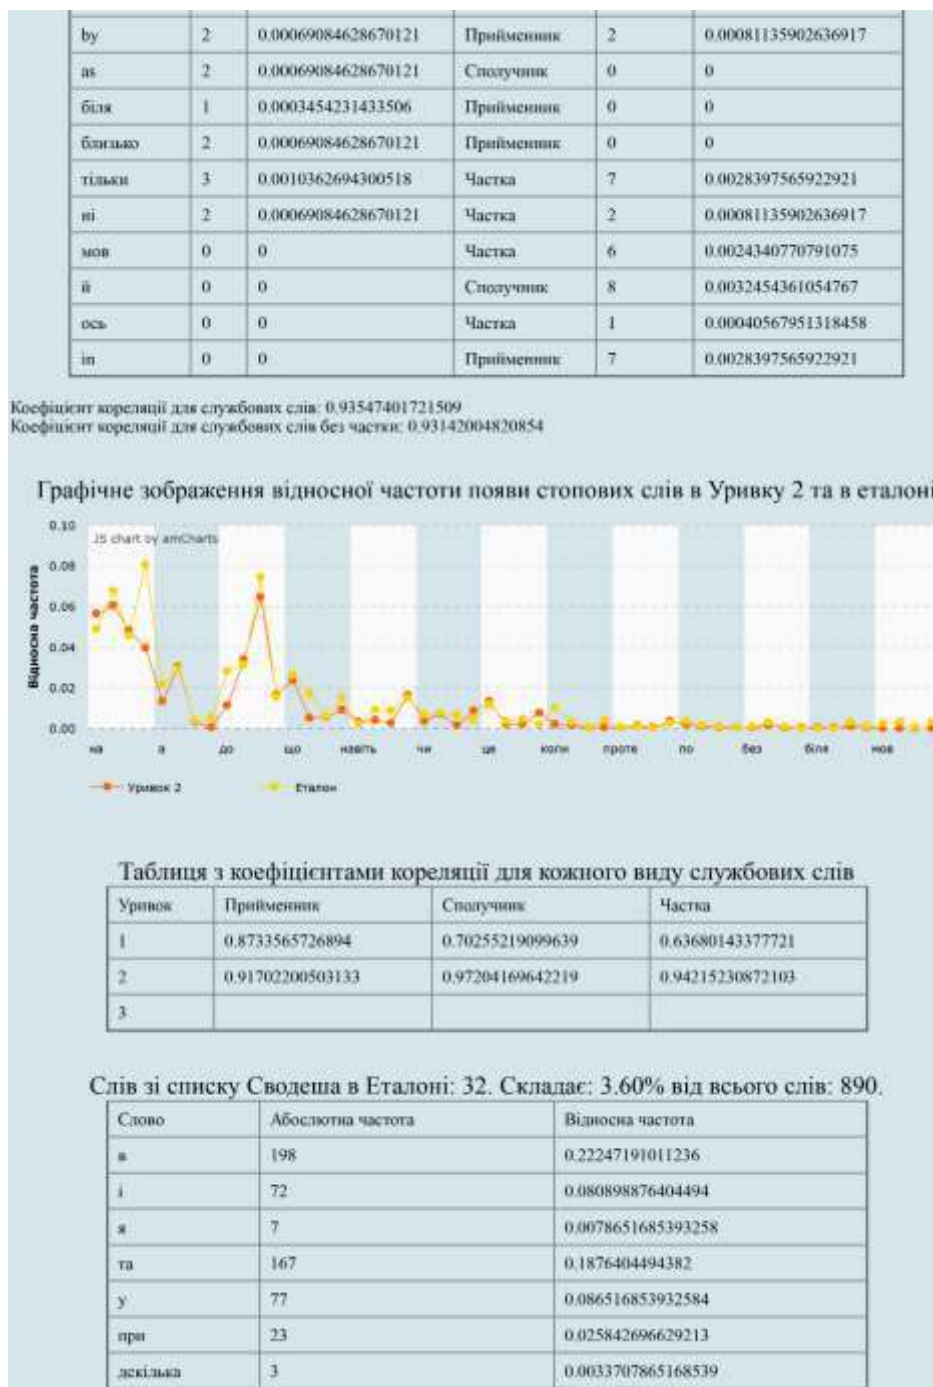 by 2 0.00069084628670121 Прийменник 2 0.00081135902636917
as 2 0.00069084628670121 Сполучник 0 0
біля 1 0.0003454231433506 Прийменник 0 0
близько 2 0.00069084628670121 Прийменник 0 0
тільки 3 0.0010362694300518 Частка 7 0.0028397565922921
ні 2 0.00069084628670121 Частка 2 0.00081135902636917
мов 0 0 Частка 6 0.0024340770791075
й 0 0 Сполучник 8 0.0032454361054767
ось 0 0 Частка 1 0.00040567951318458
in 0 0 Прийменник 7 0.0028397565922921
Коефіцієнт кореляції для службових слів: 0.93547401721509
Коефіцієнт кореляції для службових слів без частки: 0.93142004820854
Графічне зображення відносної частоти появи стопових слів в Уривку 2 та в еталоні
JS chart by amCharts
Відносна частота
0.10
0.08
0.06
0.04
0.02
0.00
на а до що навіть чи це коли проте по без біля мов
Уривок 2 Еталон
Таблиця з коефіцієнтами кореляції для кожного виду службових слів
Уривок Прийменник Сполучник Частка
1 0.8733565726894 0.70255219099639 0.63680143377721
2 0.91702200503133 0.97204169642219 0.94215230872103
3
Слів зі списку Сводеша в Еталоні: 32. Складає: 3.60% від всього слів: 890.
Слово Абослютна частота Відносна частота
в 198 0.22247191011236
і 72 0.080898876404494
я 7 0.0078651685393258
та 167 0.1876404494382
у 77 0.086516853932584
при 23 0.025842696629213
декілька 3 0.0033707865168539